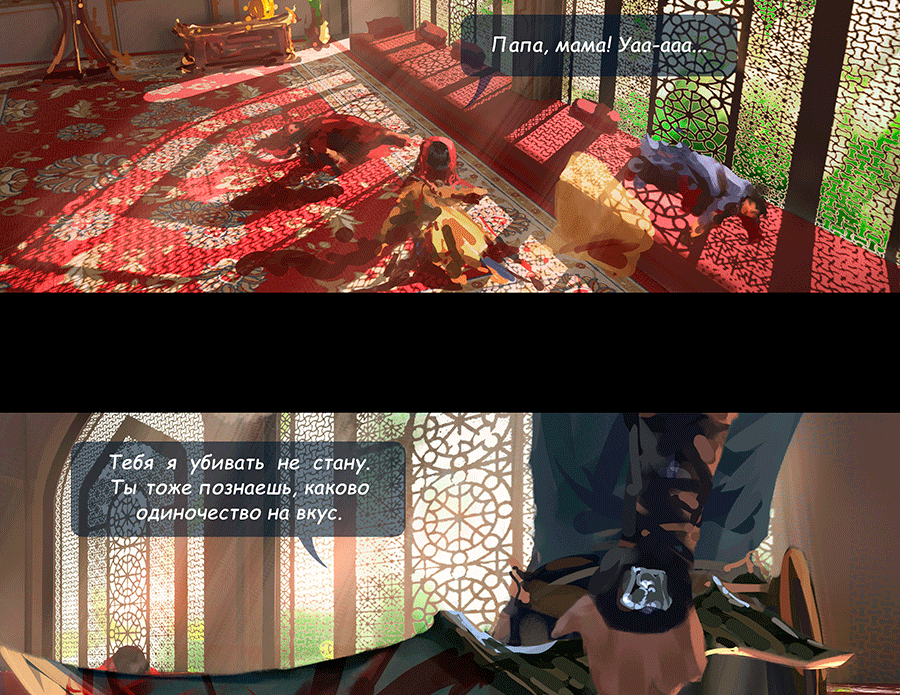 Папа, мама! Уаа-ааа...
Тебя я убивать не стану.
Ты тоже познаешь, каково
одиночество на вкус.